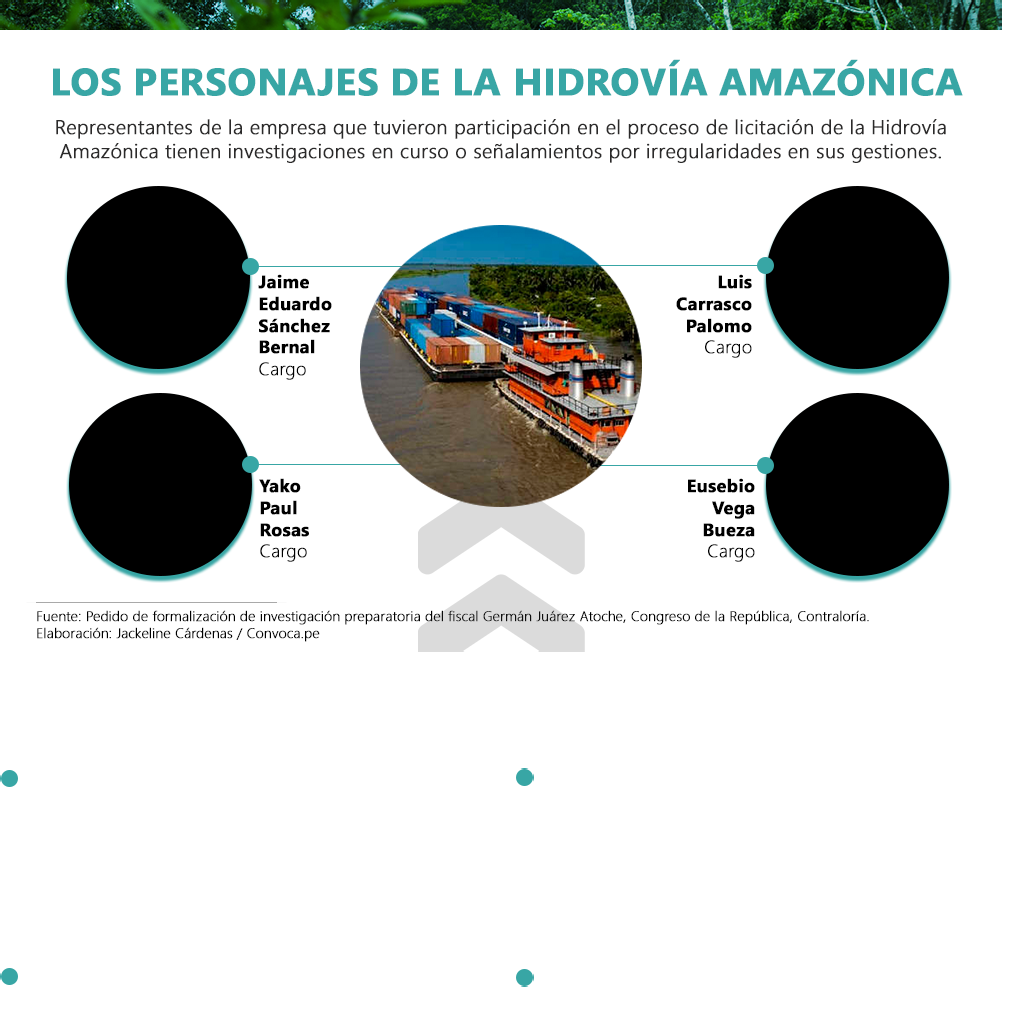 LOS PERSONAJES DE LA HIDROVÍA AMAZÓNICA
Representantes de la empresa que tuvieron participación en el proceso de licitación de la Hidrovía
Amazónica tienen investigaciones en curso o señalamientos por irregularidades en sus gestiones.
Jaime
Eduardo
Sánchez
Bernal
Cargo
Luis
Carrasco
Palomo
Cargo
Yako
Paul
Rosas
Cargo
Eusebio
Vega
Bueza
Cargo
Fuente: Pedido de formalización de investigación preparatoria del fiscal Germán Juárez Atoche, Congreso de la República, Contraloría.
Elaboración: Jackeline Cárdenas / Convoca.pe